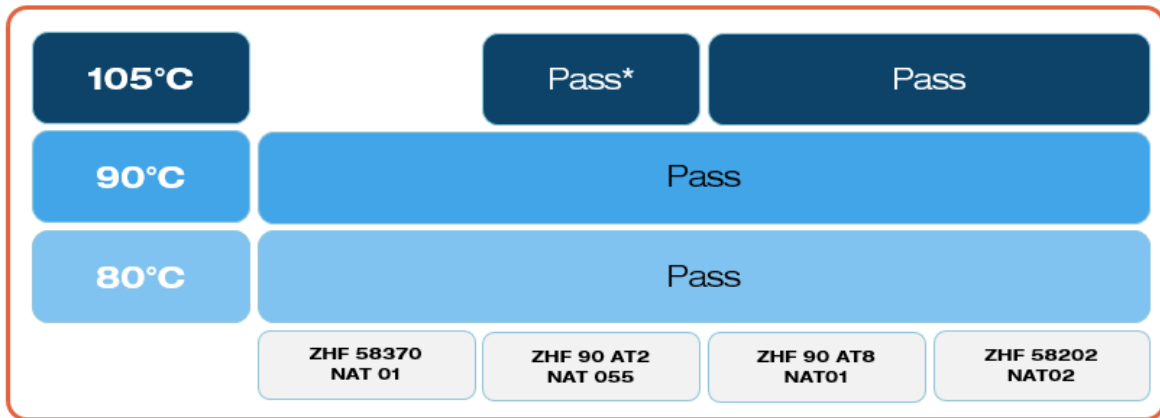 105°C
Pass*
Pass
90°C
Pass
80°C
Pass
ZHF 58370
NAT 01
ZHF 90 AT2
NAT 055
ZHF 90 AT8
NAT01
ZHF 58202
NAT02